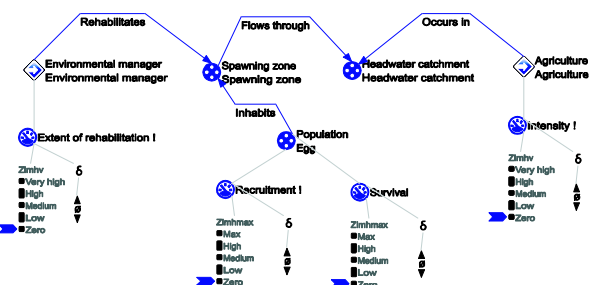 Rehabilitates
Flows through
Occurs in
Environmental manager
Environmental manager
Spawning zone
Spawning zone
Headwater catchment
Headwater catchment
Agriculture
Agriculture
Inhabits
Population
Egg
Extent of rehabilitation !
Intensity !
Zlmhv
Very high
High
Medium
Low
Zero
δ
ø
Zlmhv
Very high
High
Medium
Low
Zero
δ
ø
Recruitment !
Survival
Zlmhmax
Max
High
Medium
Low
Zero
δ
ø
Zlmhmax
Max
High
Medium
Low
Zero
δ
ø